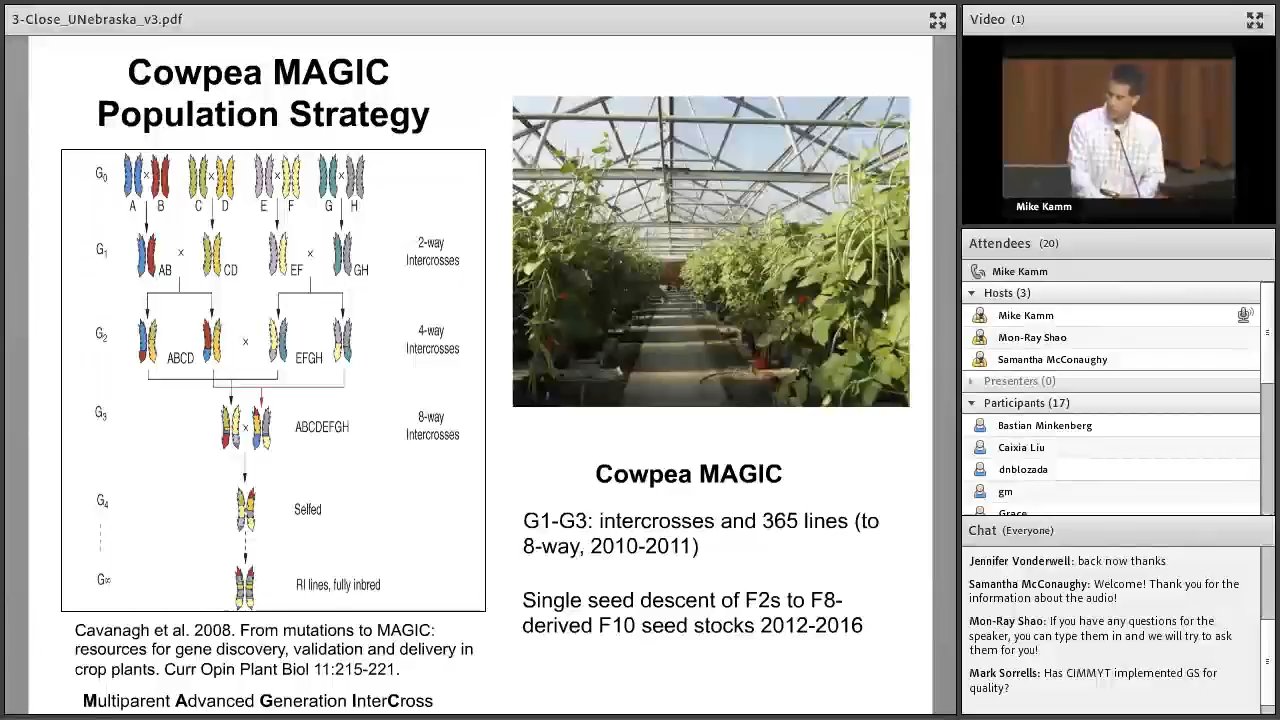 3-Close_UNebraska_v3.pdf
Cowpea MAGIC
Population Strategy
G0
A × B C × D E × F G × H
G1
AB × CD EF × GH
2-way
Intercrosses
G2
ABCD × EFGH
4-way
Intercrosses
G3
× ABCDEFGH
8-way
Intercrosses
G4
Selfed
G∞
RI lines, fully inbred
Cavanagh et al. 2008. From mutations to MAGIC:
resources for gene discovery, validation and delivery in
crop plants. Curr Opin Plant Biol 11:215-221.
Multiparent Advanced Generation InterCross
Cowpea MAGIC
G1-G3: intercrosses and 365 lines (to
8-way, 2010-2011)
Single seed descent of F2s to F8-
derived F10 seed stocks 2012-2016
Video (1)
Mike Kamm
Attendees (20)
Mike Kamm
Hosts (3)
Mike Kamm
Mon-Ray Shao
Samantha McConaughy
Presenters (0)
Participants (17)
Bastian Minkenberg
Caixia Liu
dnblozada
gm
Grace
Chat (Everyone)
Jennifer Vonderwell: back now thanks
Samantha McConaughy: Welcome! Thank you for the
information about the audio!
Mon-Ray Shao: If you have any questions for the
speaker, you can type them in and we will try to ask
them for you!
Mark Sorrells: Has CIMMYT implemented GS for
quality?